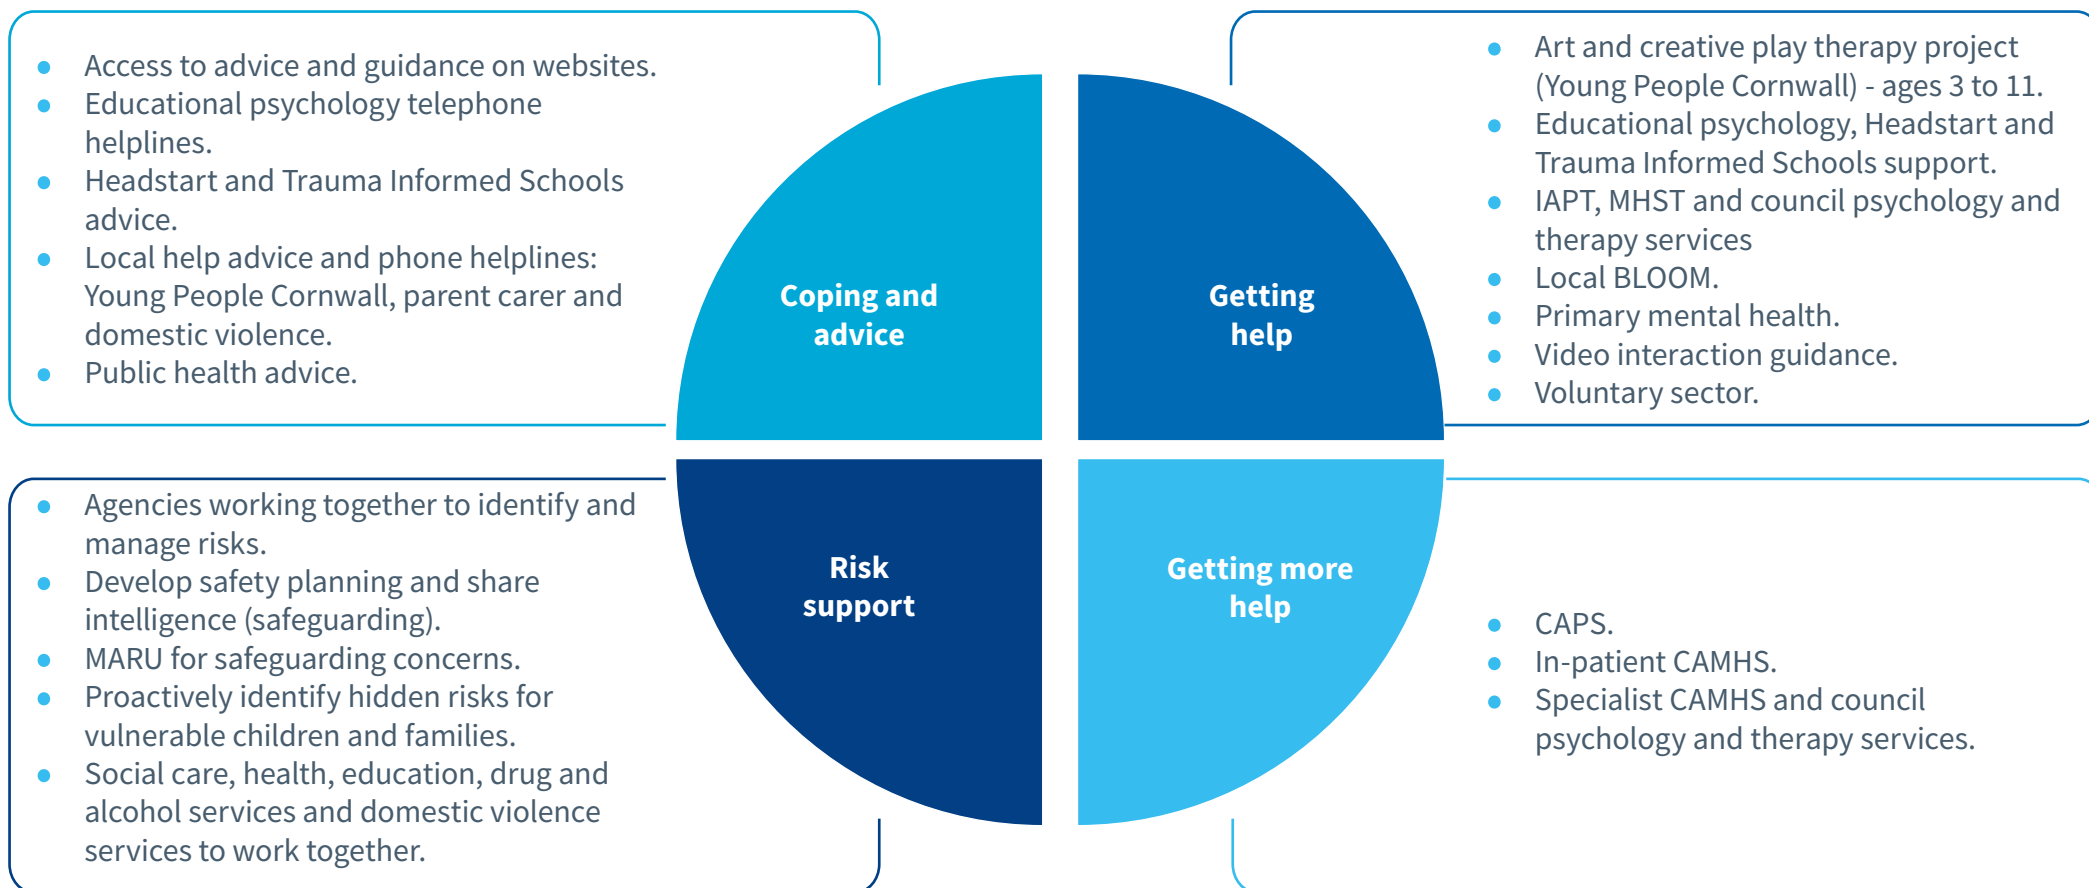 ● Access to advice and guidance on websites.
● Educational psychology telephone
helplines.
● Headstart and Trauma Informed Schools
advice.
● Local help advice and phone helplines:
Young People Cornwall, parent carer and
domestic violence.
● Public health advice.
Coping and
advice
Getting
help
● Art and creative play therapy project
(Young People Cornwall) - ages 3 to 11.
● Educational psychology, Headstart and
Trauma Informed Schools support.
● IAPT, MHST and council psychology and
therapy services
● Local BLOOM.
● Primary mental health.
● Video interaction guidance.
● Voluntary sector.
● Agencies working together to identify and
manage risks.
● Develop safety planning and share
intelligence (safeguarding).
● MARU for safeguarding concerns.
● Proactively identify hidden risks for
vulnerable children and families.
● Social care, health, education, drug and
alcohol services and domestic violence
services to work together.
Risk
support
Getting more
help
● CAPS.
● In-patient CAMHS.
● Specialist CAMHS and council
psychology and therapy services.